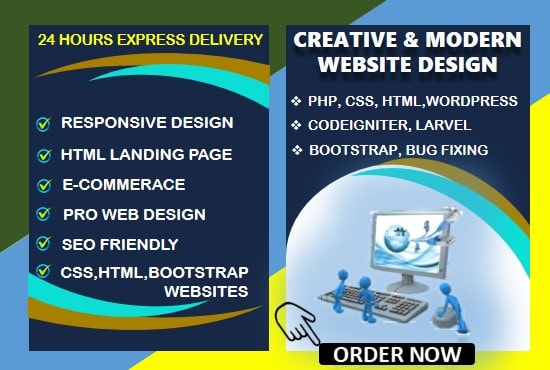 24 HOURS EXPRESS DELIVERY
RESPONSIVE DESIGN
HTML LANDING PAGE
E-COMMERACE
PRO WEB DESIGN
SEO FRIENDLY
CSS,HTML,BOOTSTRAP
WEBSITES
CREATIVE & MODERN
WEBSITE DESIGN
PHP, CSS, HTML,WORDPRESS
CODEIGNITER, LARVEL
BOOTSTRAP, BUG FIXING
ORDER NOW